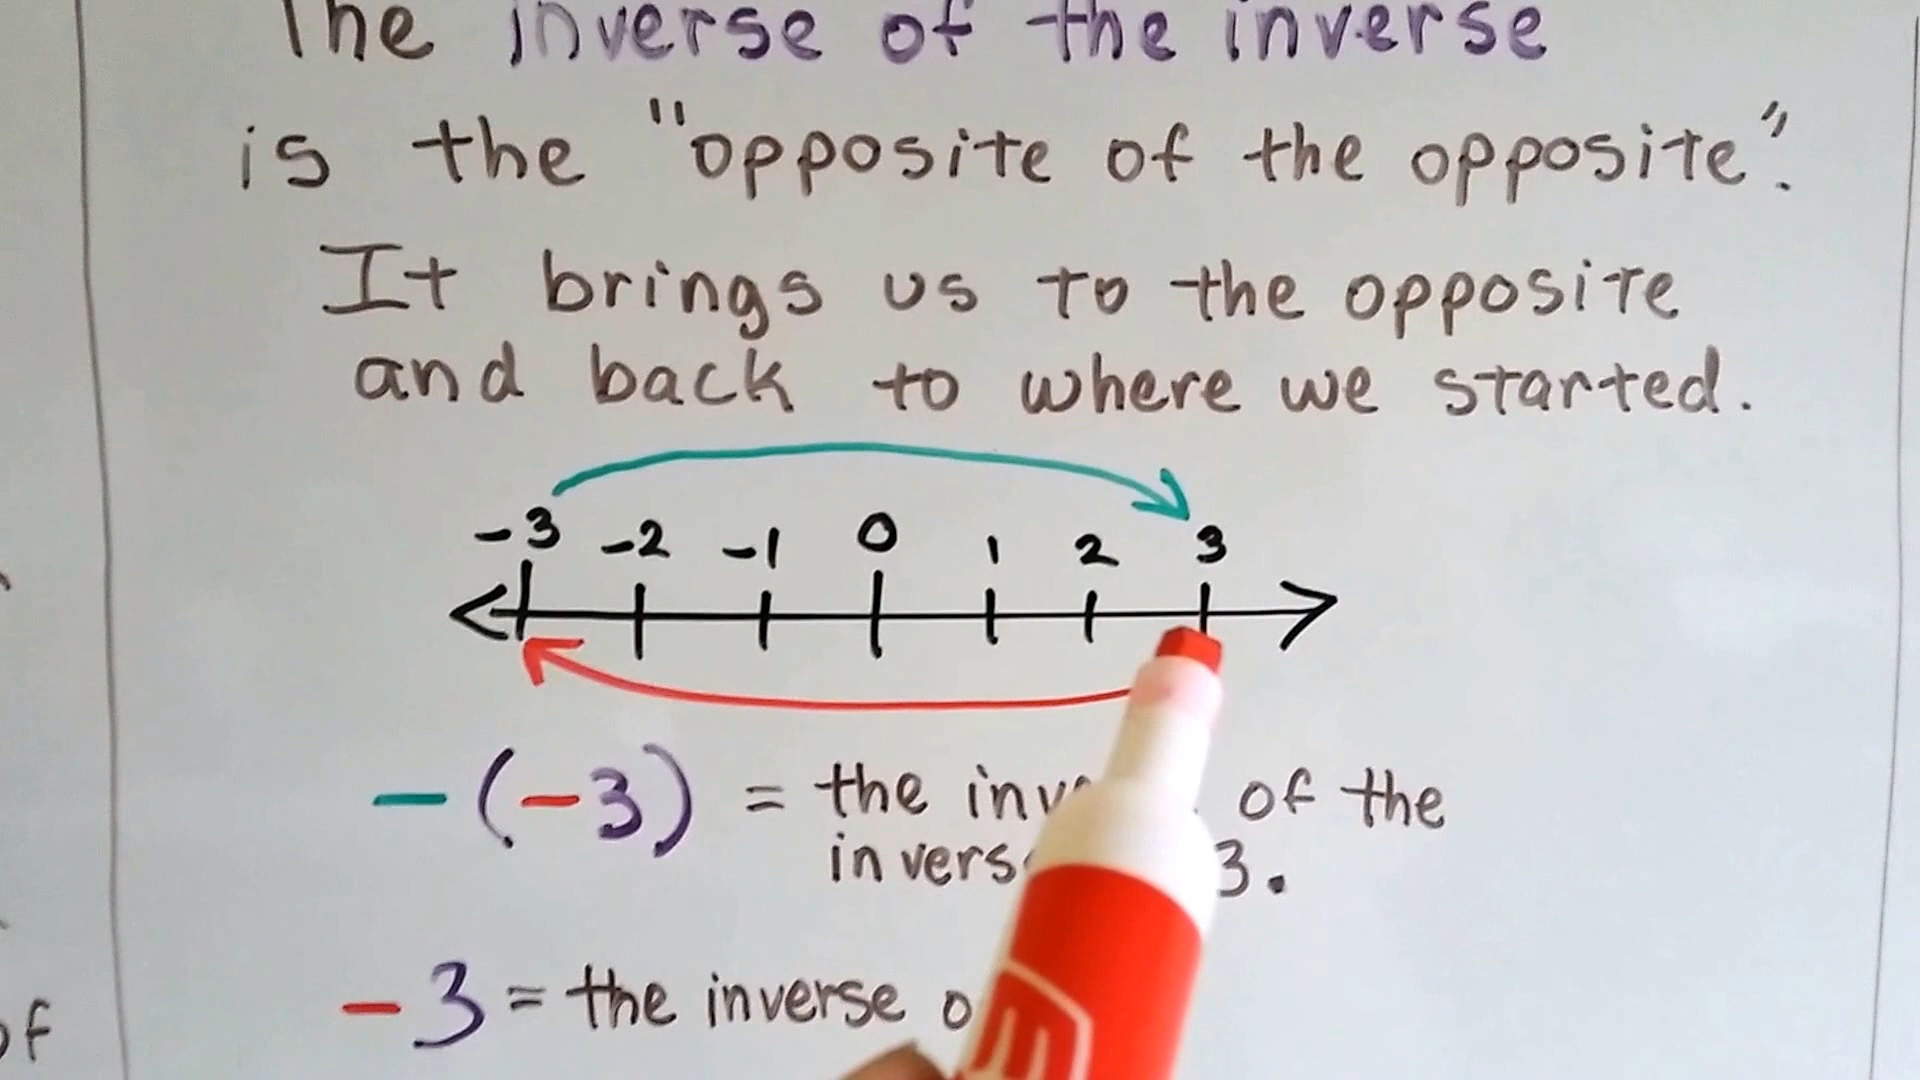 The inverse of the inverse
is the "opposite of the opposite".
It brings us to the opposite
and back to where we started.
-3 -2 -1 0 1 2 3
-(-3) = the of the
3.
-3 = the inverse
of